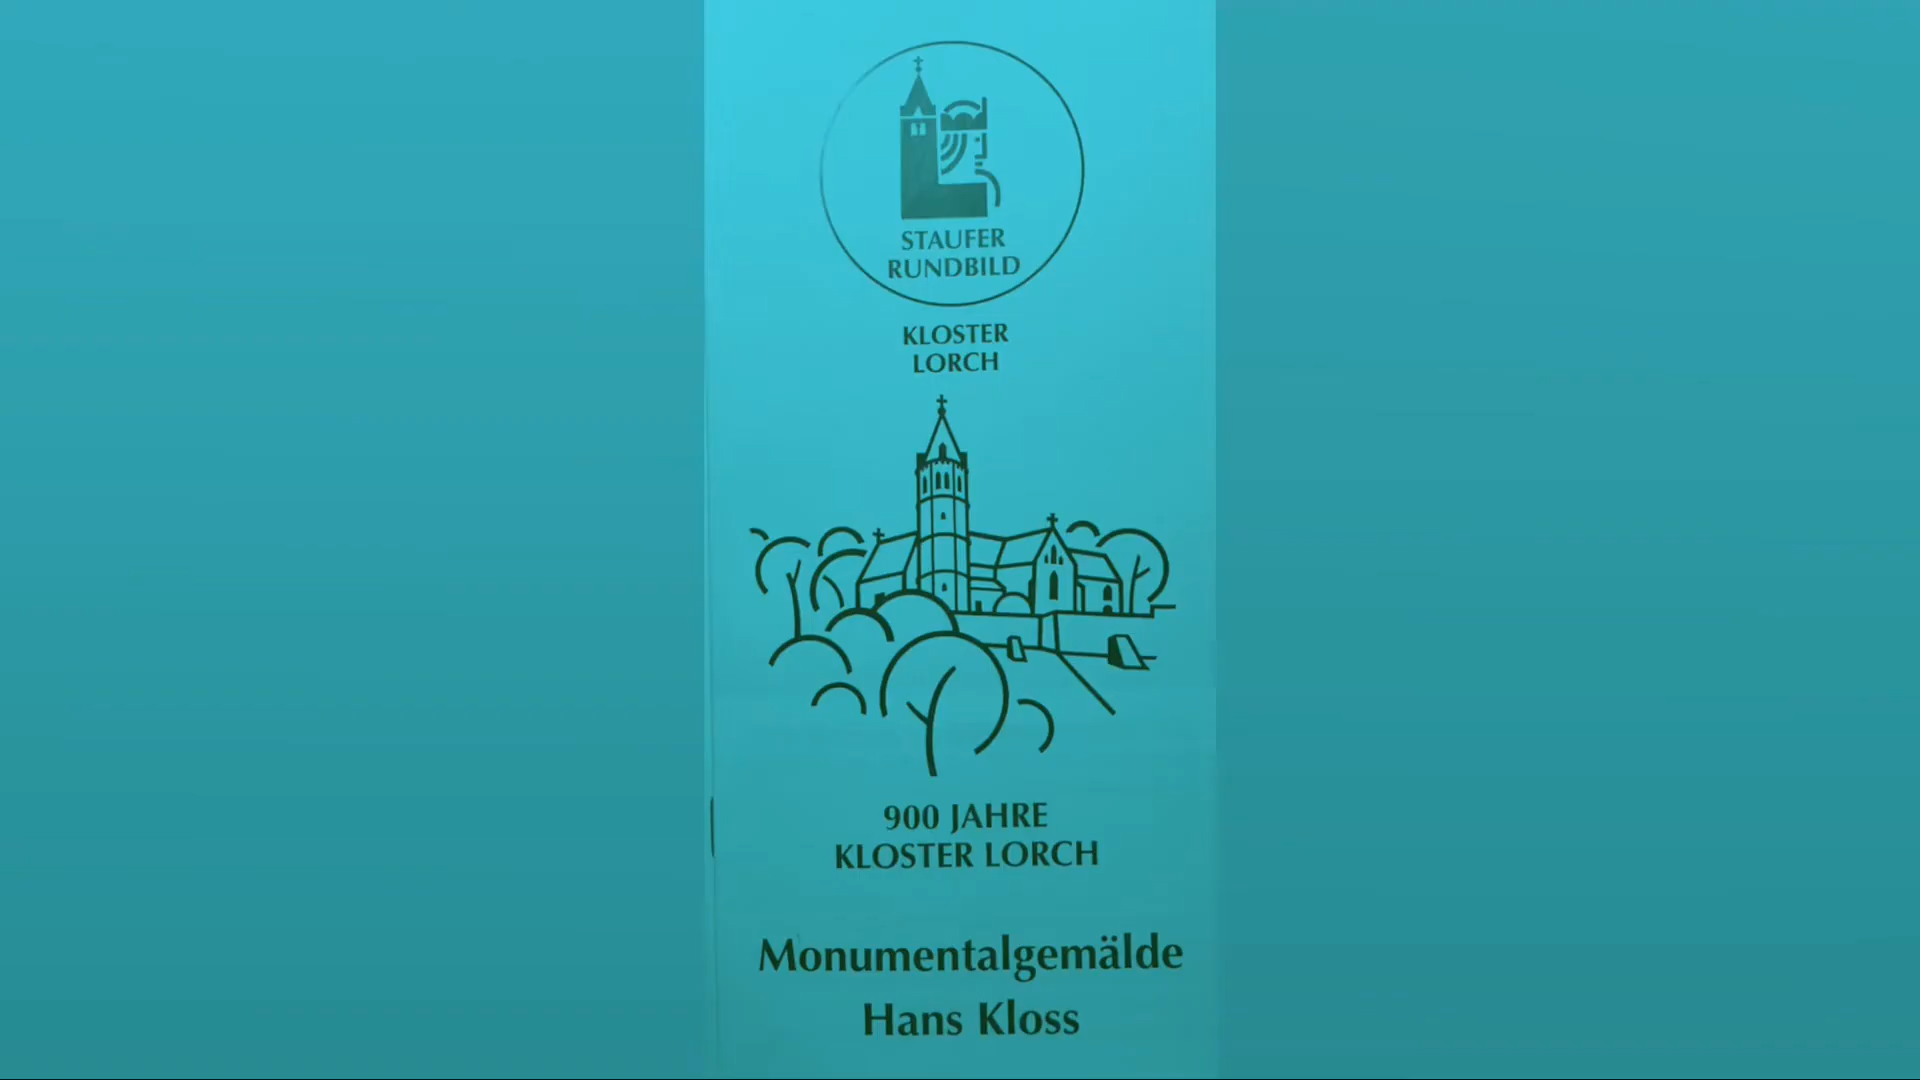 STAUFER
RUNDBILD
KLOSTER
LORCH
900 JAHRE
KLOSTER LORCH
Monumentalgemälde
Hans Kloss